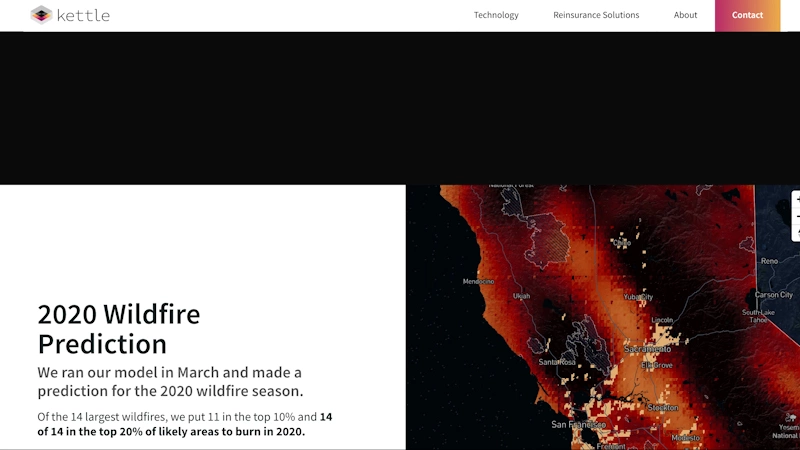 kettle
Technology
Reinsurance Solutions
About
Contact
2020 Wildfire
Prediction
We ran our model in March and made a
prediction for the 2020 wildfire season.
Of the 14 largest wildfires, we put 11 in the top 10% and 14
of 14 in the top 20% of likely areas to burn in 2020.
National Forest
Chico
Reno
Mendocino
Ukiah
Yuba City
Carson City
Lincoln
South Lake
Tahoe
Sacramento
Santa Rosa
Elk Grove
Stockton
San Francisco
Modesto
Fremont
Yosem
National